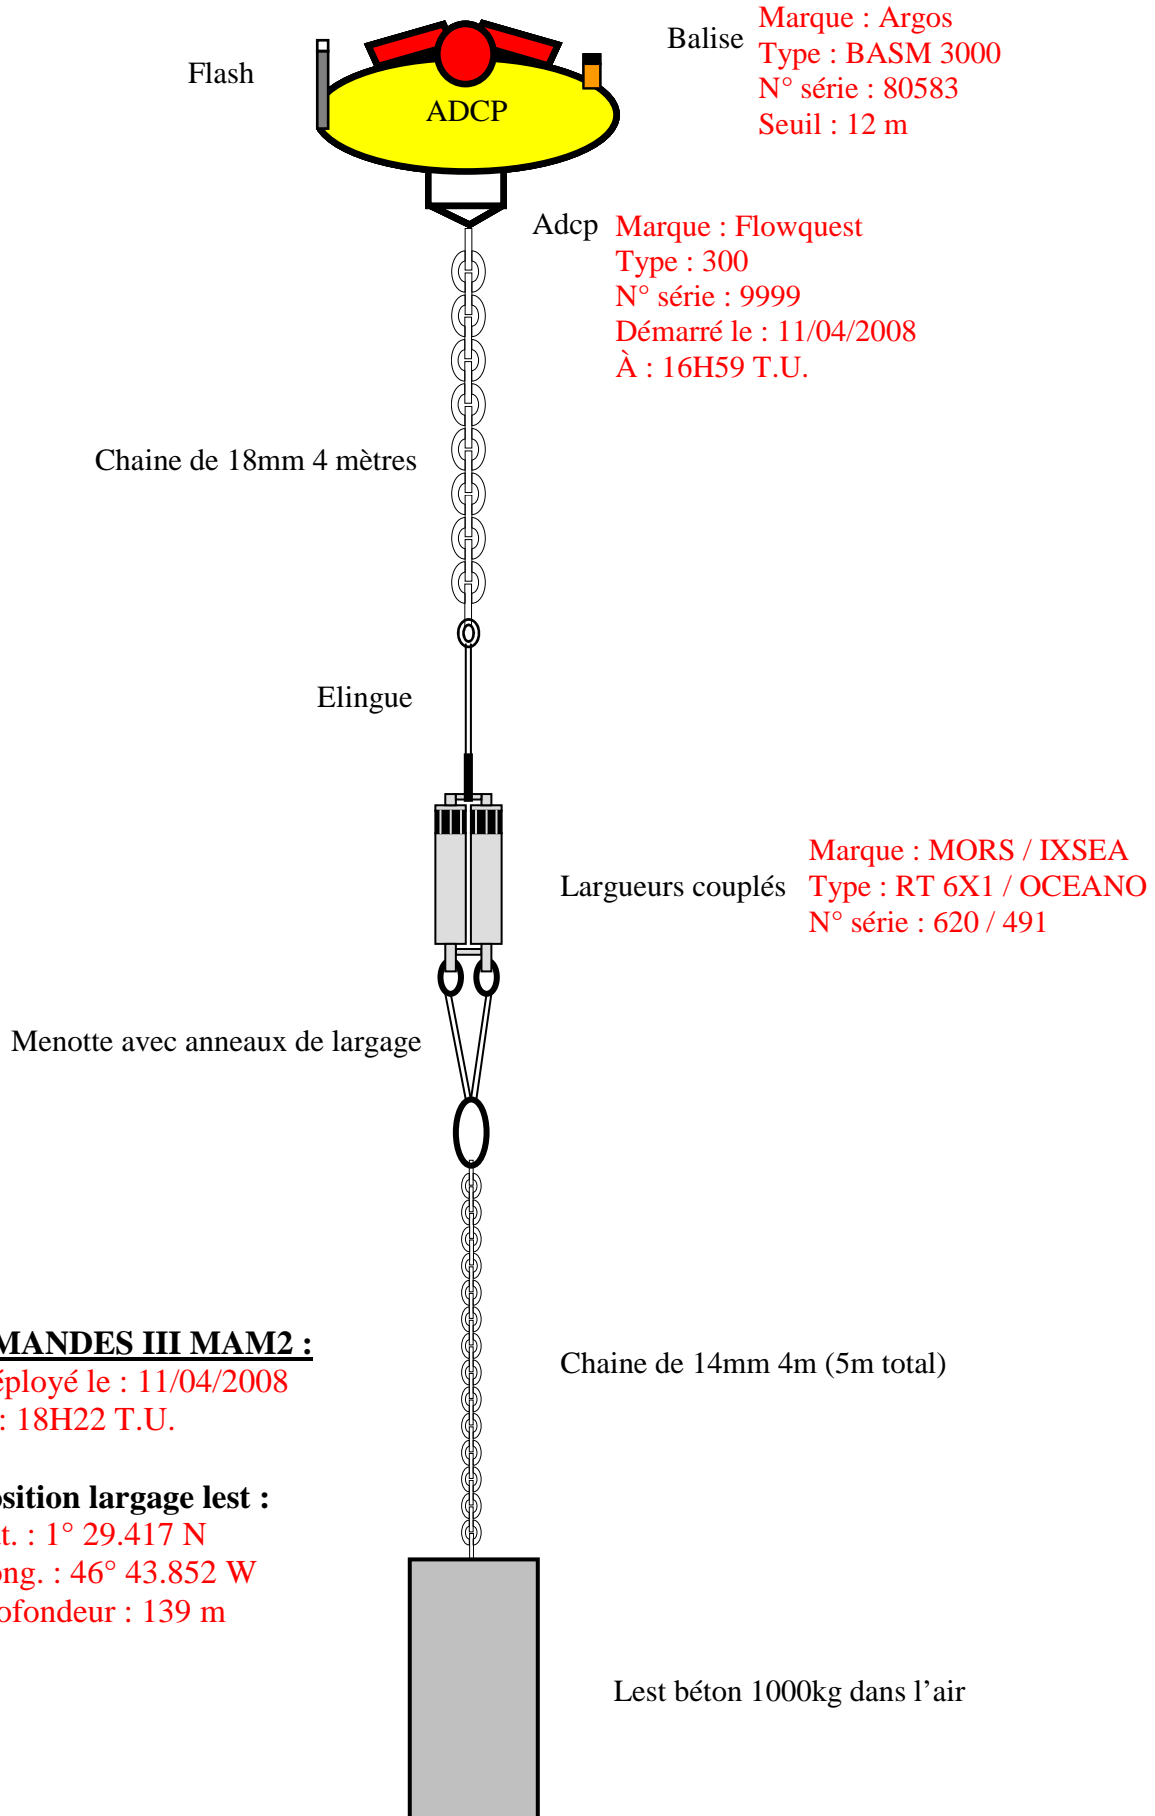 Marque : Argos
Balise
Type : BASM 3000
Flash
N° série : 80583
ADCP
Seuil : 12 m
Adcp
Marque : Flowquest
Type : 300
N° série : 9999
Démarré le : 11/04/2008
À : 16H59 T.U.
Chaine de 18mm 4 mètres
Elingue
Marque : MORS / IXSEA
Largueurs couplés
Type : RT 6X1 / OCEANO
N° série : 620 / 491
Menotte avec anneaux de largage
MANDES III MAM2 :
Chaine de 14mm 4m (5m total)
éployé le : 11/04/2008
: 18H22 T.U.
osition largage lest :
t. : 1° 29.417 N
ong. : 46° 43.852 W
ofondeur : 139 m
Lest béton 1000kg dans l’air